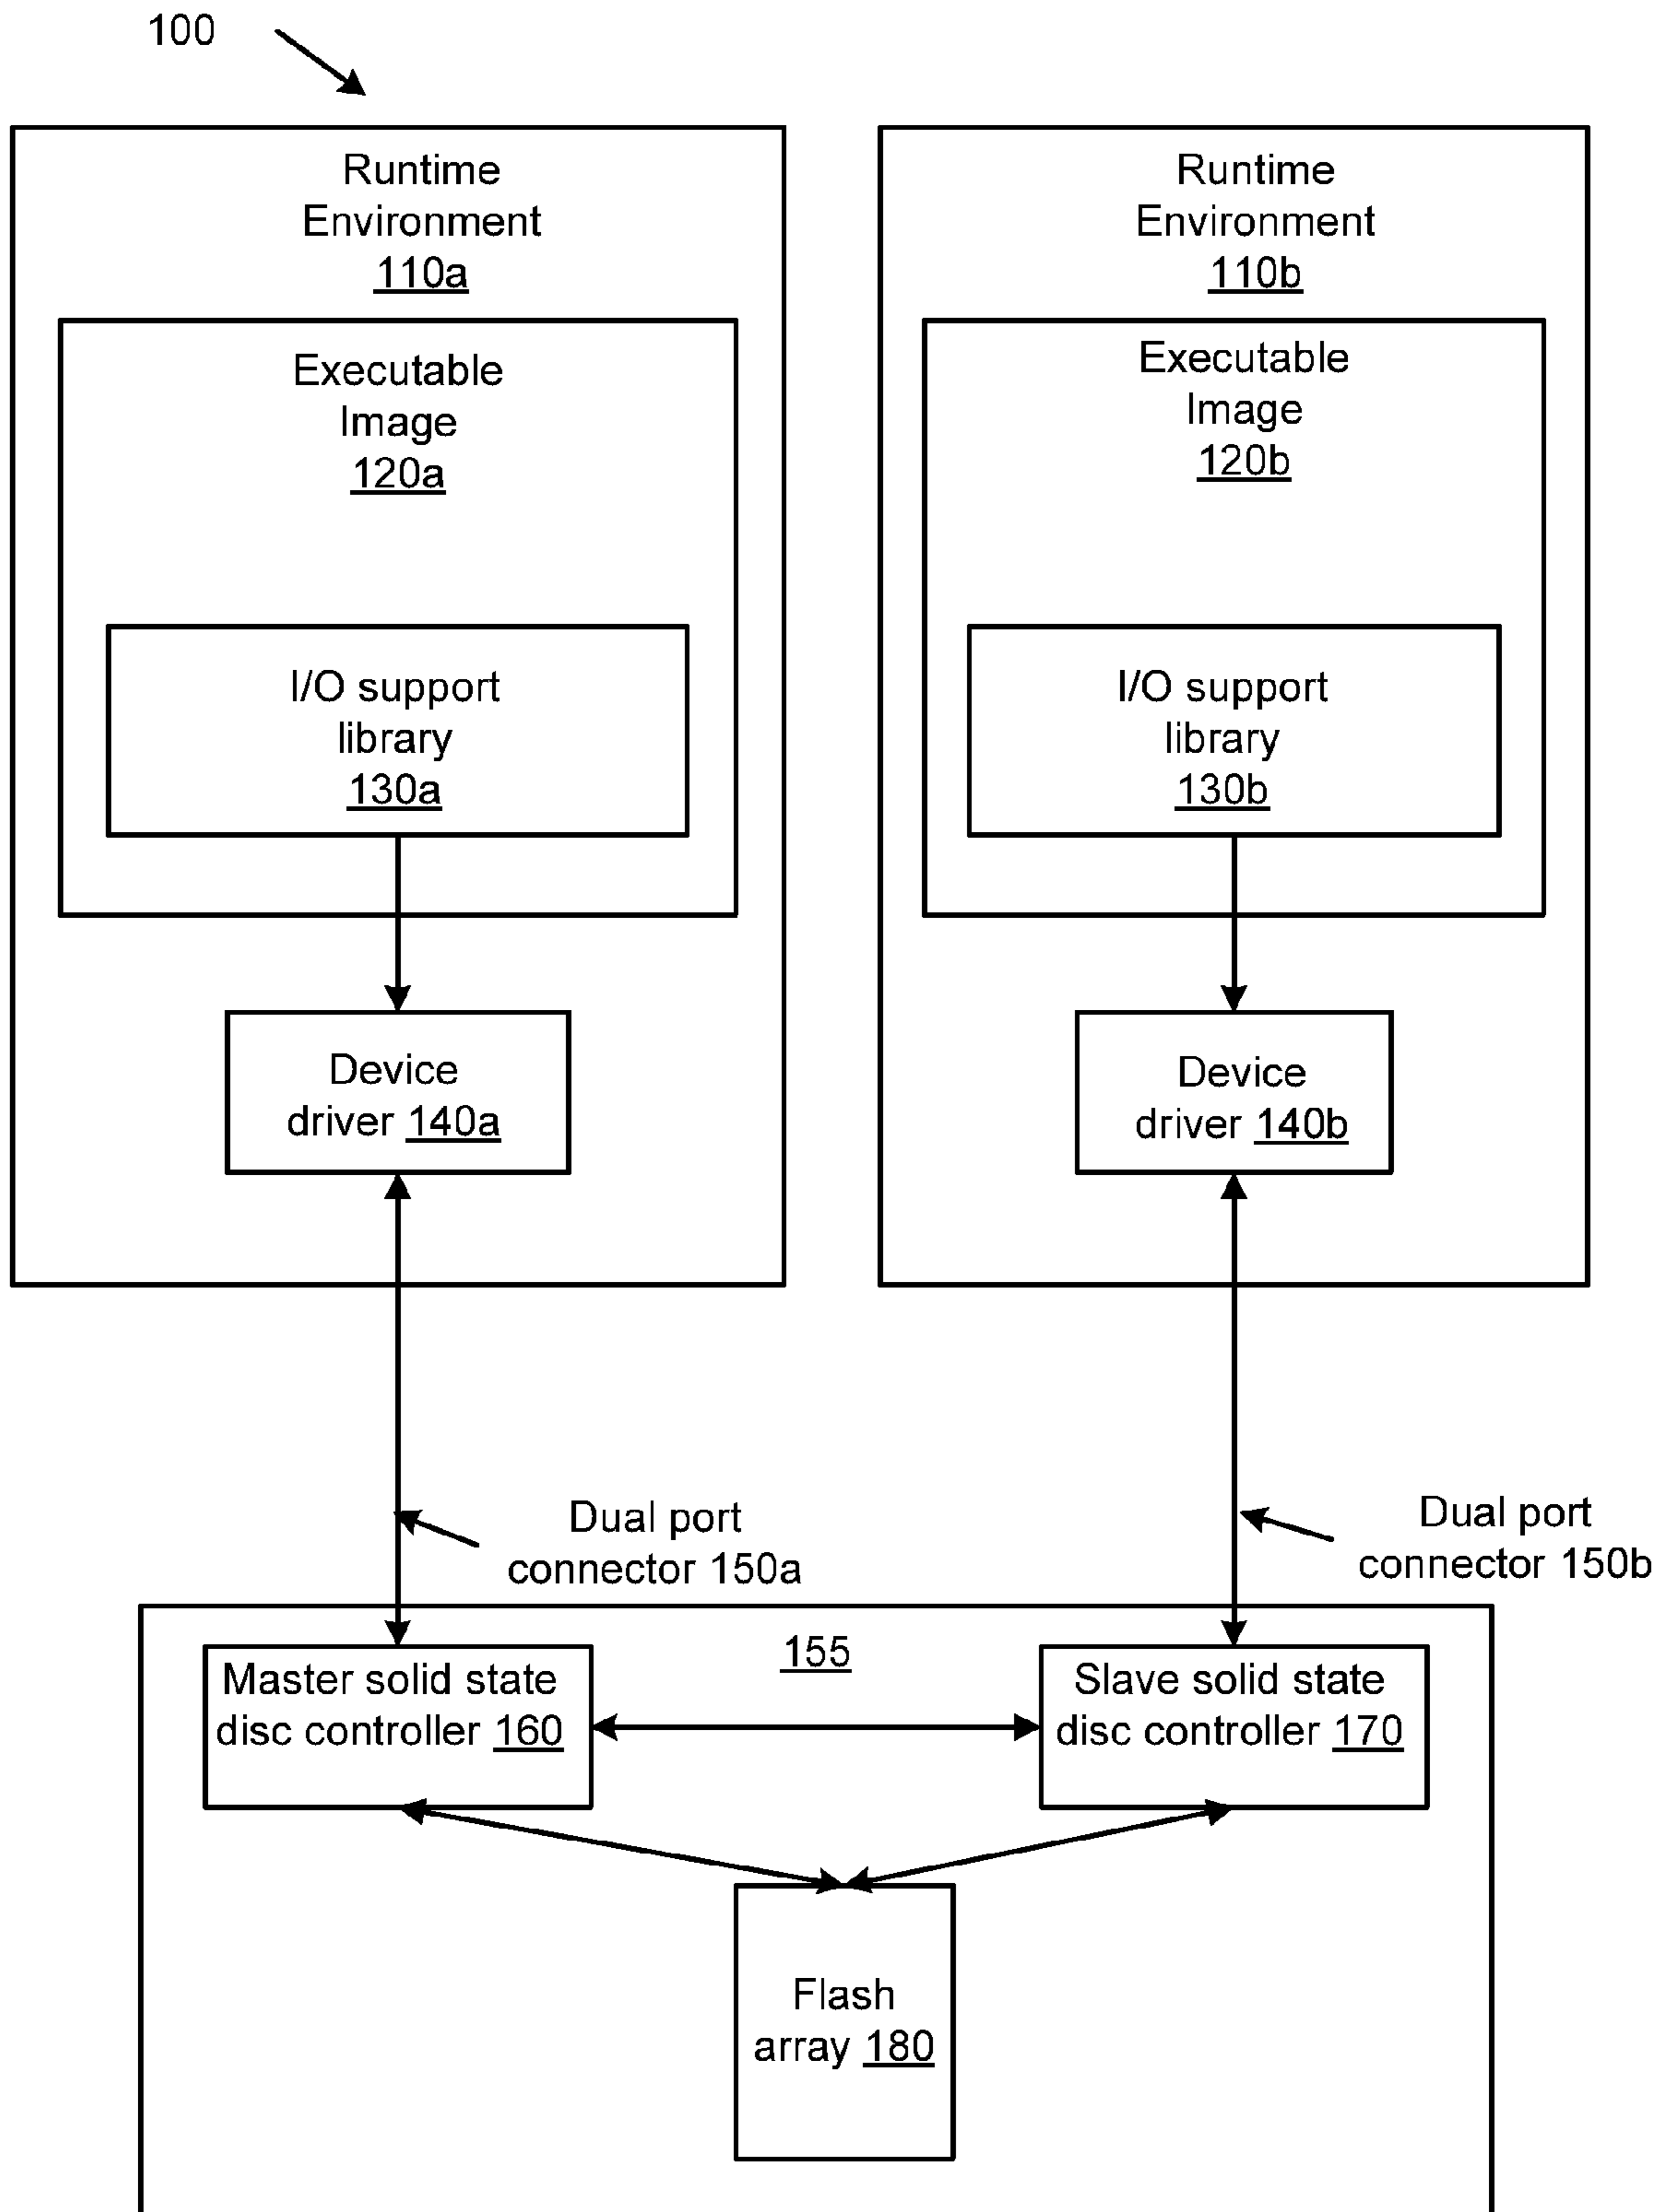 100
Runtime
Environment
110a
Executable
Image
120a
I/O support
library
130a
Device
driver 140a
Runtime
Environment
110b
Executable
Image
120b
I/O support
library
130b
Device
driver 140b
Dual port
connector 150a
Dual port
connector 150b
155
Master solid state
disc controller 160
Slave solid state
disc controller 170
Flash
array 180